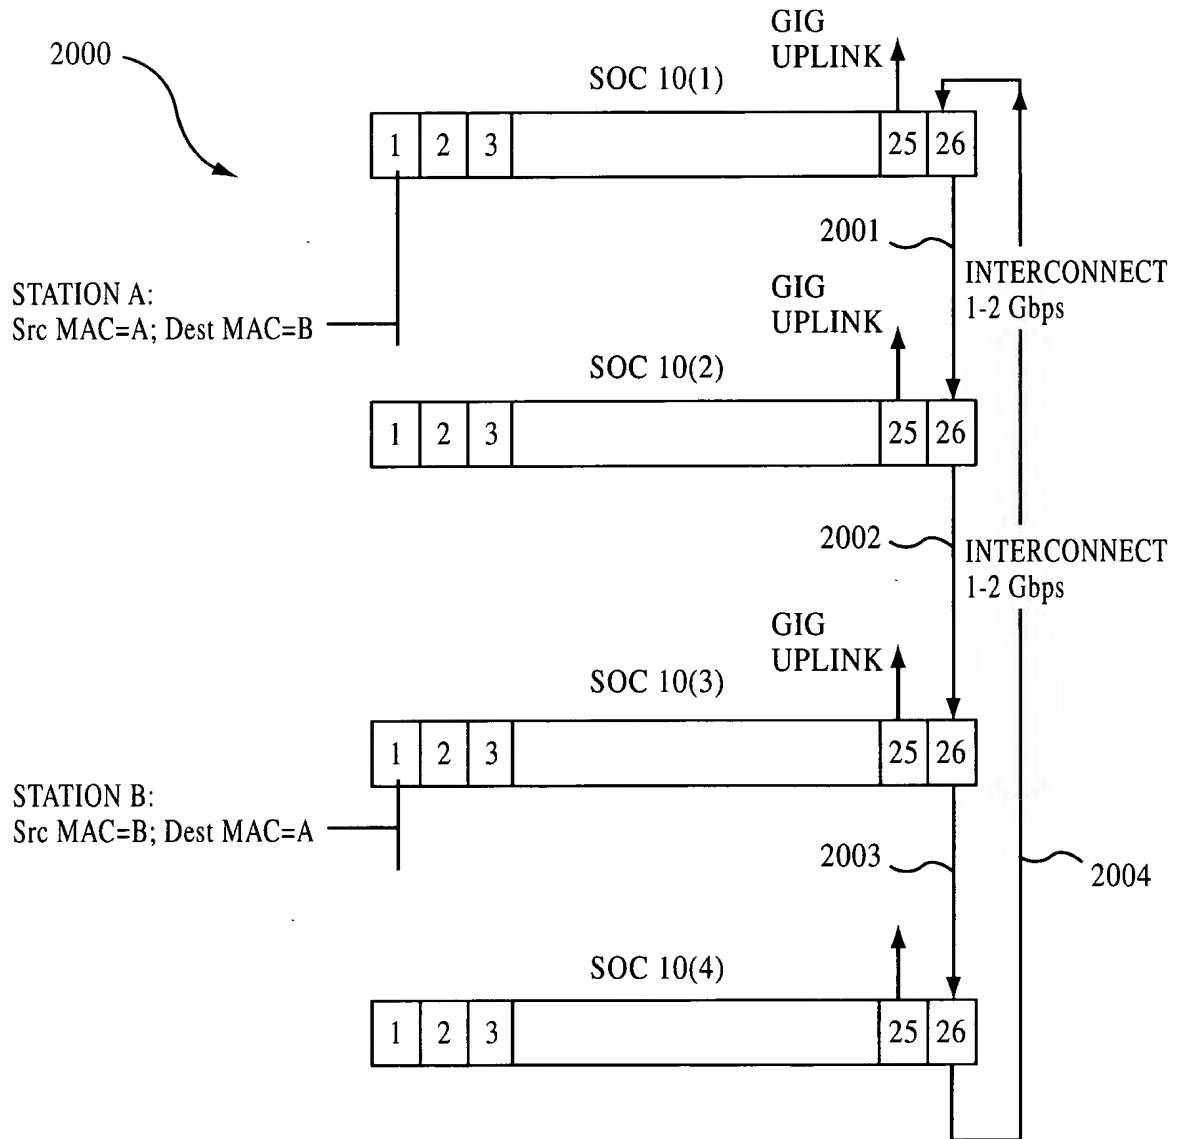 2000
GIG
UPLINK
SOC 10(1)
1 2 3 25 26
2001
INTERCONNECT
1-2 Gbps
STATION A:
Src MAC=A; Dest MAC=B
GIG
UPLINK
SOC 10(2)
1 2 3 25 26
2002
INTERCONNECT
1-2 Gbps
GIG
UPLINK
SOC 10(3)
1 2 3 25 26
STATION B:
Src MAC=B; Dest MAC=A
2003
2004
SOC 10(4)
1 2 3 25 26